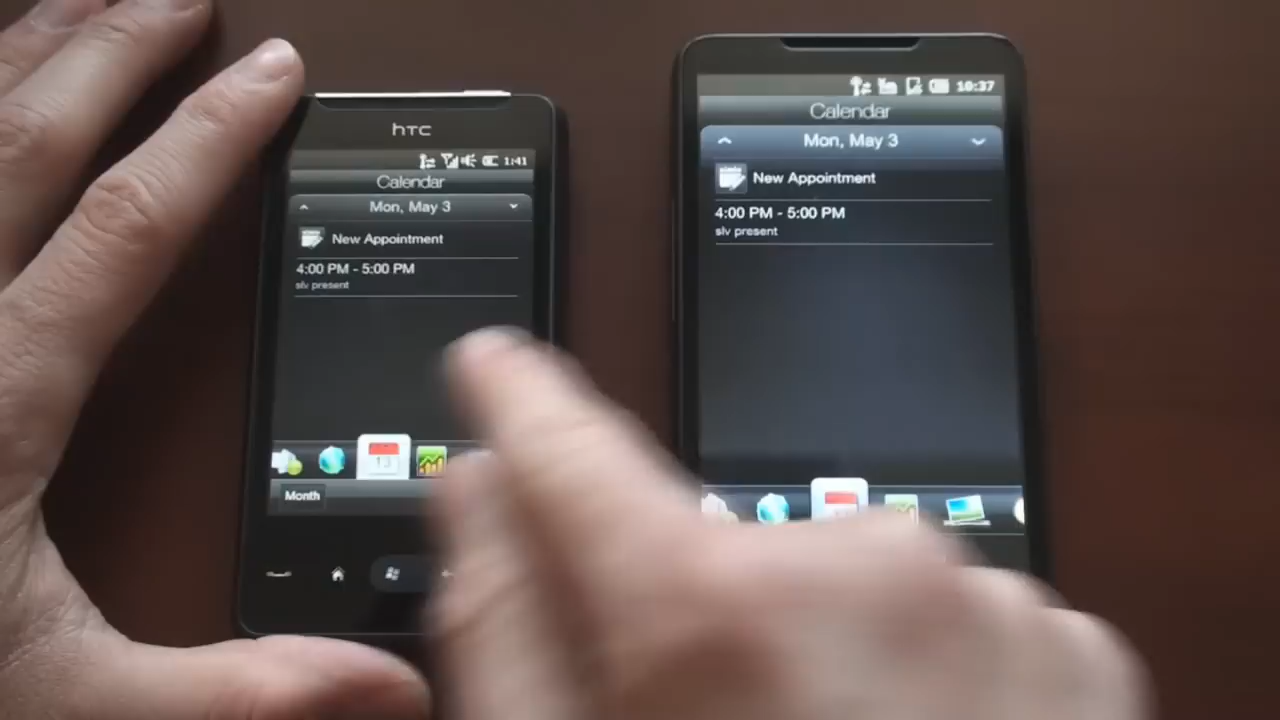 hTC
1:41
Calendar
Mon, May 3
New Appointment
4:00 PM - 5:00 PM
slv present
13
Month
10:37
Calendar
Mon, May 3
New Appointment
4:00 PM - 5:00 PM
slv present